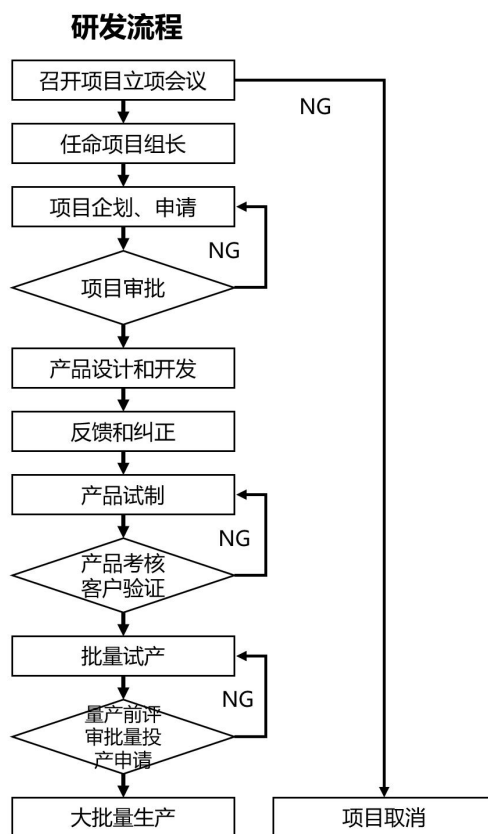 研发流程
召开项目立项会议
NG
任命项目组长
项目企划、申请
NG
项目审批
产品设计和开发
反馈和纠正
产品试制
NG
产品考核
客户验证
批量试产
NG
量产前评
审批量投
产申请
大批量生产
项目取消